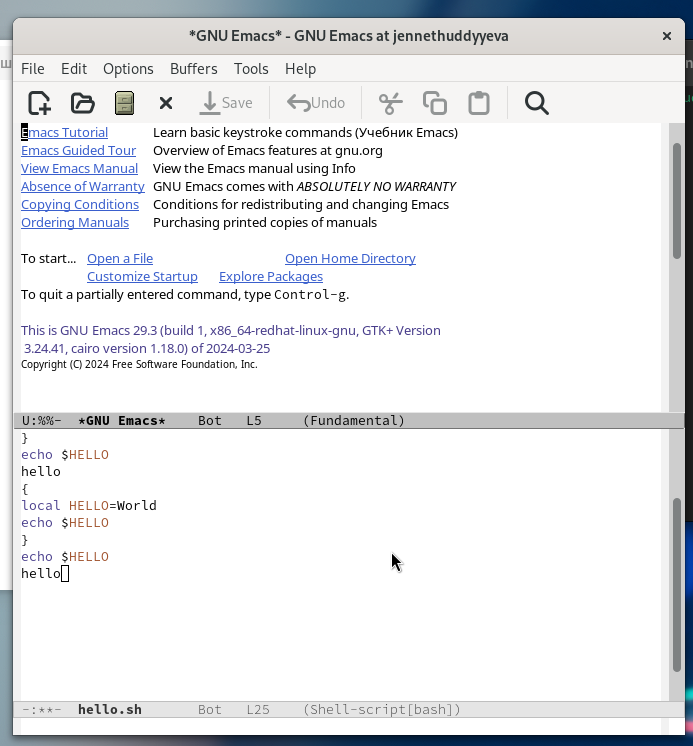 *GNU Emacs* - GNU Emacs at jennethuddyyeva
File Edit Options Buffers Tools Help
Save Undo
Emacs Tutorial Learn basic keystroke commands (Учебник Emacs)
Emacs Guided Tour Overview of Emacs features at gnu.org
View Emacs Manual View the Emacs manual using Info
Absence of Warranty GNU Emacs comes with ABSOLUTELY NO WARRANTY
Copying Conditions Conditions for redistributing and changing Emacs
Ordering Manuals Purchasing printed copies of manuals
To start... Open a File Open Home Directory
Customize Startup Explore Packages
To quit a partially entered command, type Control-g.
This is GNU Emacs 29.3 (build 1, x86_64-redhat-linux-gnu, GTK+ Version
3.24.41, cairo version 1.18.0) of 2024-03-25
Copyright (C) 2024 Free Software Foundation, Inc.
U:%%- *GNU Emacs* Bot L5 (Fundamental)
}
echo $HELLO
hello
{
local HELLO=World
echo $HELLO
}
echo $HELLO
hello
-:**- hello.sh Bot L25 (Shell-script[bash])